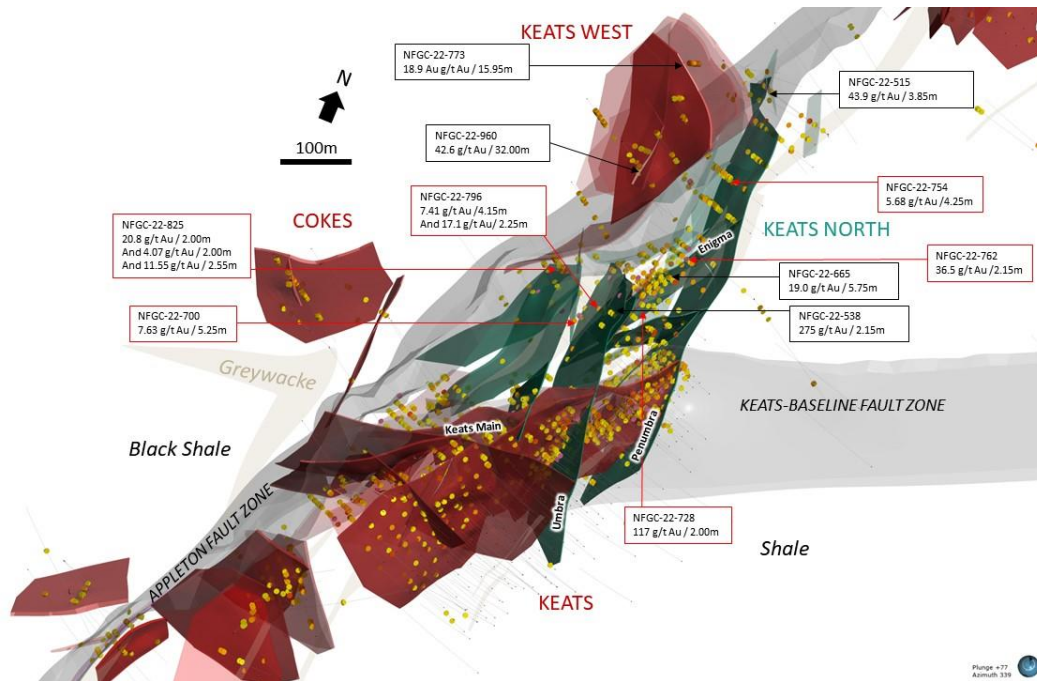 KEATS WEST
NFGC-22-773
18.9 Au g/t Au / 15.95m
N
100m
NFGC-22-515
43.9 g/t Au / 3.85m
NFGC-22-960
42.6 g/t Au / 32.00m
NFGC-22-796
7.41 g/t Au /4.15m
And 17.1 g/t Au / 2.25m
NFGC-22-754
5.68 g/t Au /4.25m
COKES
NFGC-22-825
20.8 g/t Au / 2.00m
And 4.07 g/t Au / 2.00m
And 11.55 g/t Au / 2.55m
KEATS NORTH
Enigma
NFGC-22-762
36.5 g/t Au /2.15m
NFGC-22-665
19.0 g/t Au / 5.75m
NFGC-22-700
7.63 g/t Au / 5.25m
NFGC-22-538
275 g/t Au / 2.15m
Greywacke
KEATS-BASELINE FAULT ZONE
Keats Main
Black Shale
Penumbra
Umbra
APPLETON FAULT ZONE
NFGC-22-728
117 g/t Au / 2.00m
Shale
KEATS
Plunge +77
Azimuth 339